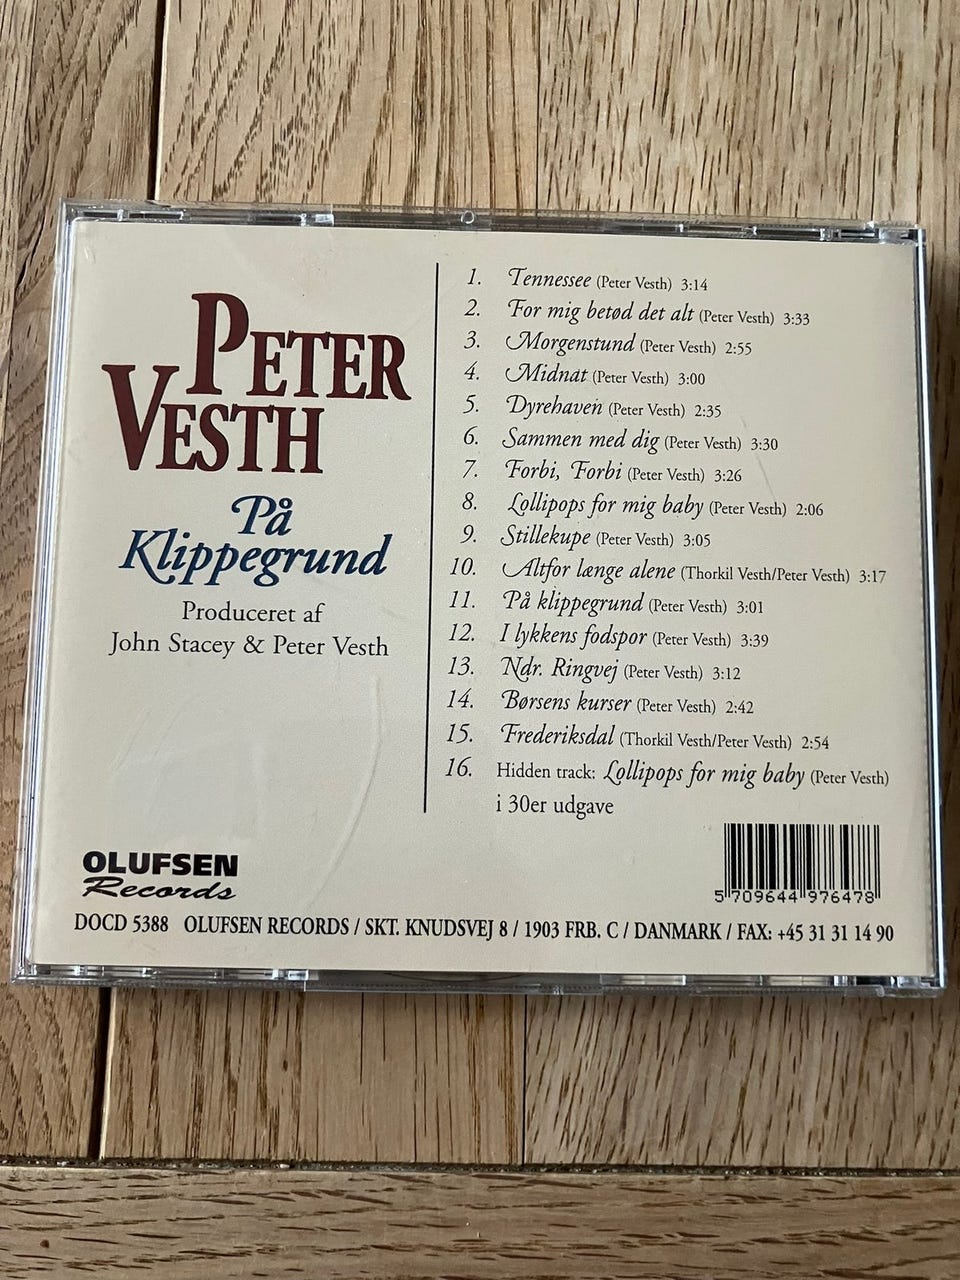 PETER
VESTH
På
Klippegrund
Produceret af
John Stacey & Peter Vesth
1. Tennessee (Peter Vesth) 3:14
2. For mig betød det alt (Peter Vesth) 3:33
3. Morgenstund (Peter Vesth) 2:55
4. Midnat (Peter Vesth) 3:00
5. Dyrehaven (Peter Vesth) 2:35
6. Sammen med dig (Peter Vesth) 3:30
7. Forbi, Forbi (Peter Vesth) 3:26
8. Lollipops for mig baby (Peter Vesth) 2:06
9. Stillekupe (Peter Vesth) 3:05
10. Altfor længe alene (Thorkil Vesth/Peter Vesth) 3:17
11. På klippegrund (Peter Vesth) 3:01
12. I lykkens fodspor (Peter Vesth) 3:39
13. Ndr. Ringvej (Peter Vesth) 3:12
14. Børsens kurser (Peter Vesth) 2:42
15. Frederiksdal (Thorkil Vesth/Peter Vesth) 2:54
16. Hidden track: Lollipops for mig baby (Peter Vesth)
i 30er udgave
5 709644 976478
OLUFSEN
Records
DOCD 5388 OLUFSEN RECORDS / SKT. KNUDSVEJ 8 / 1903 FRB. C / DANMARK / FAX: +45 31 31 14 90